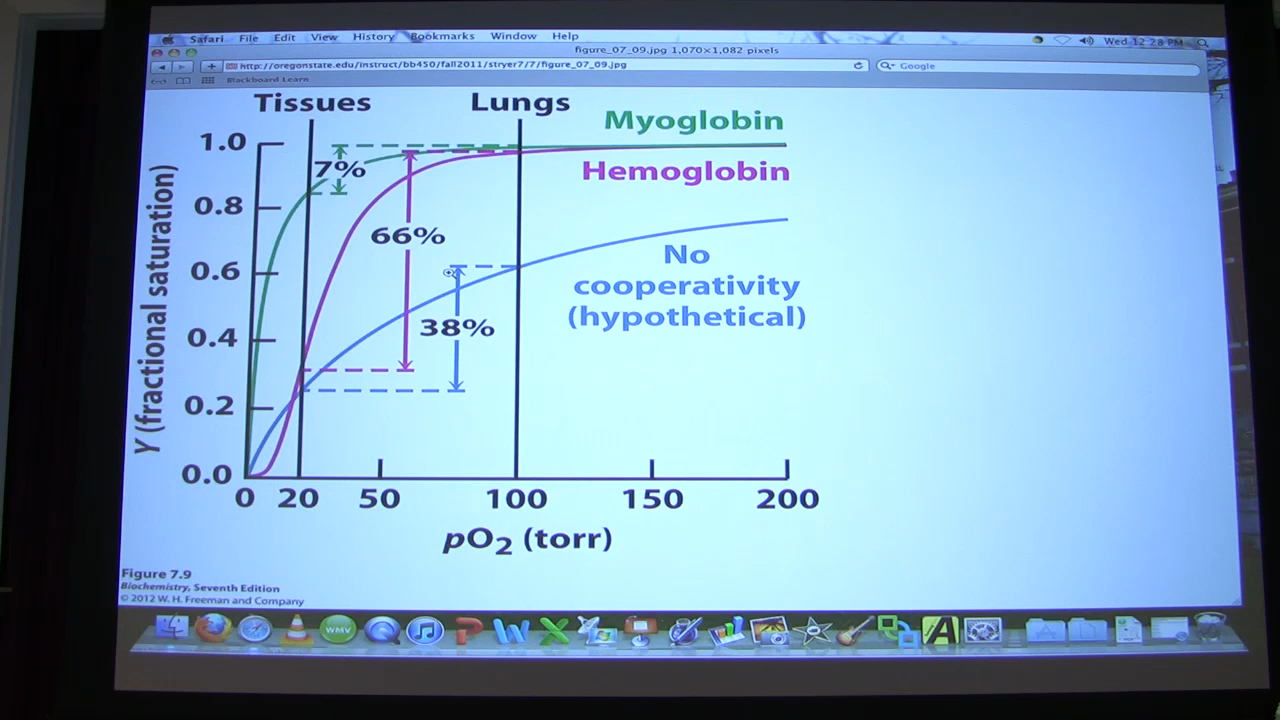 Safari File Edit View History Bookmarks Window Help
Wed 12:28 PM
figure_07_09.jpg 1,070×1,082 pixels
http://oregonstate.edu/instruct/bb450/fall2011/stryer7/7/figure_07_09.jpg
Google
Blackboard Learn
Tissues
Lungs
Myoglobin
Hemoglobin
No
cooperativity
(hypothetical)
7%
66%
38%
Y (fractional saturation)
1.0
0.8
0.6
0.4
0.2
0.0
0 20 50 100 150 200
pO2 (torr)
Figure 7.9
Biochemistry, Seventh Edition
© 2012 W. H. Freeman and Company
WMV